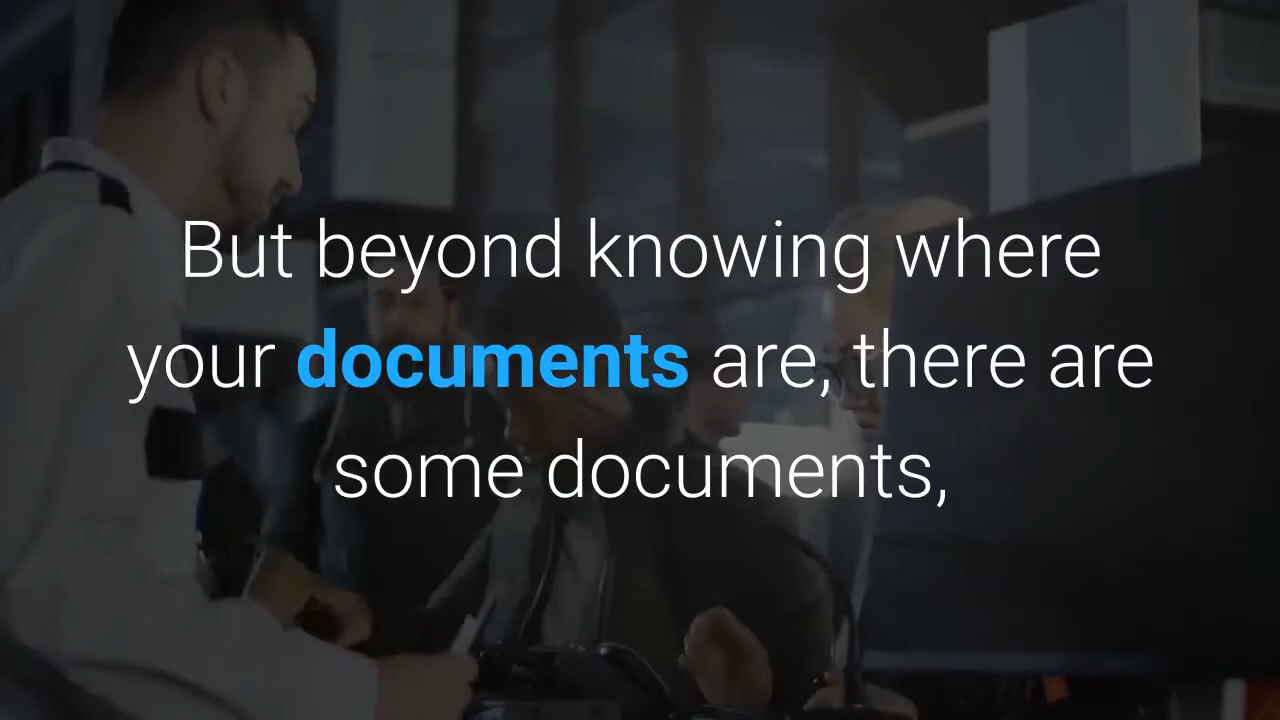 But beyond knowing where
your documents are, there are
some documents,